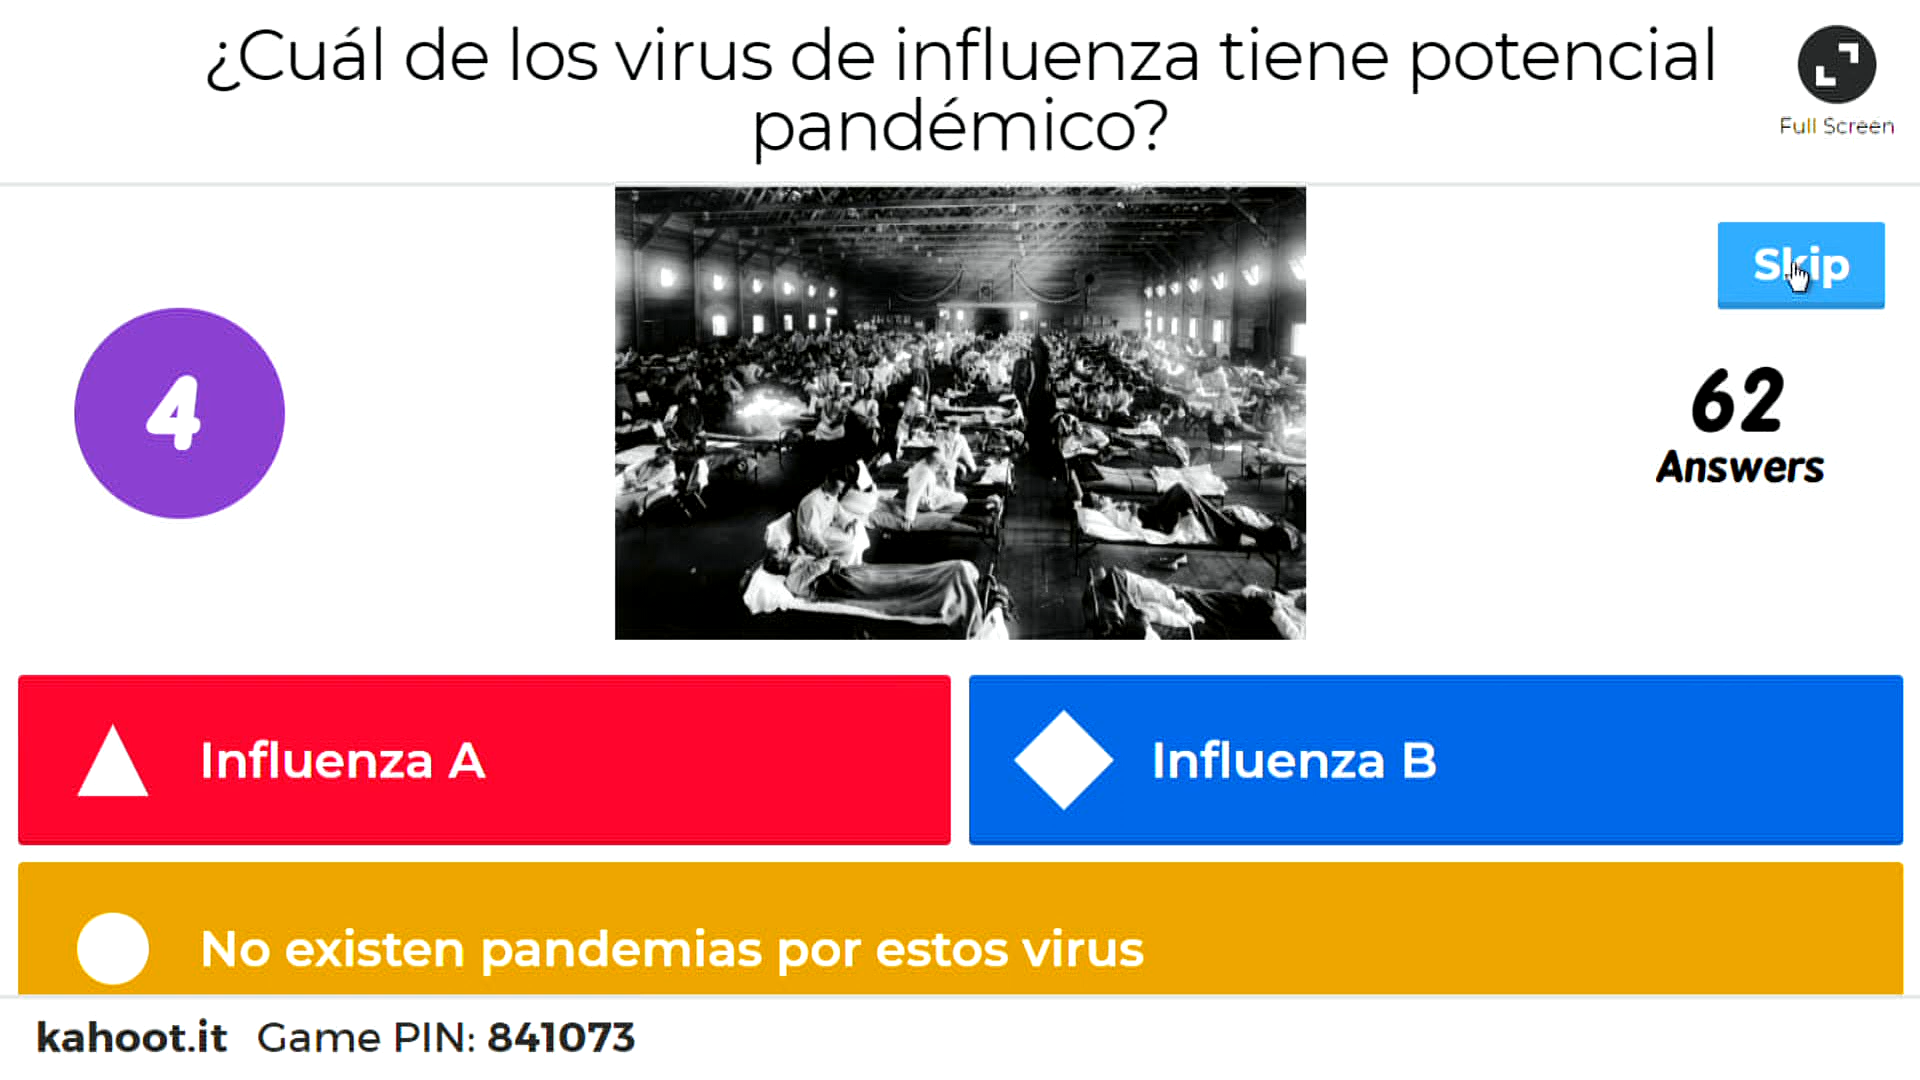 ¿Cuál de los virus de influenza tiene potencial
pandémico?
Full Screen
Skip
4
62
Answers
Influenza A
Influenza B
No existen pandemias por estos virus
kahoot.it Game PIN: 841073